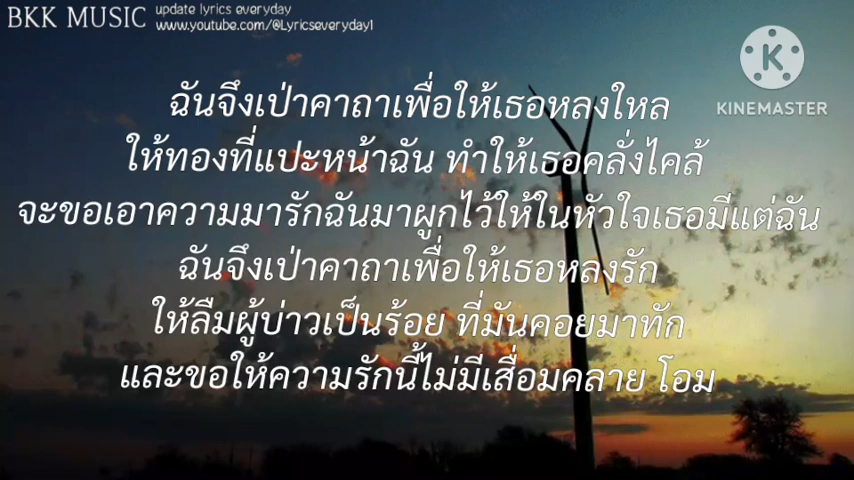 BKK MUSIC
update lyrics everyday
www.youtube.com/@Lyricseveryday1
KINEMASTER
ฉันจึงเป่าคาถาเพื่อให้เธอหลงใหล
ให้ทองที่แปะหน้าฉัน ทำให้เธอคลั่งไคล้
จะขอเอาความมารักฉันมาผูกไว้ให้ในหัวใจเธอมีแต่ฉัน
ฉันจึงเป่าคาถาเพื่อให้เธอหลงรัก
ให้ลืมผู้บ่าวเป็นร้อย ที่มันคอยมาทัก
และขอให้ความรักนี้ไม่มีเสื่อมคลาย โอม